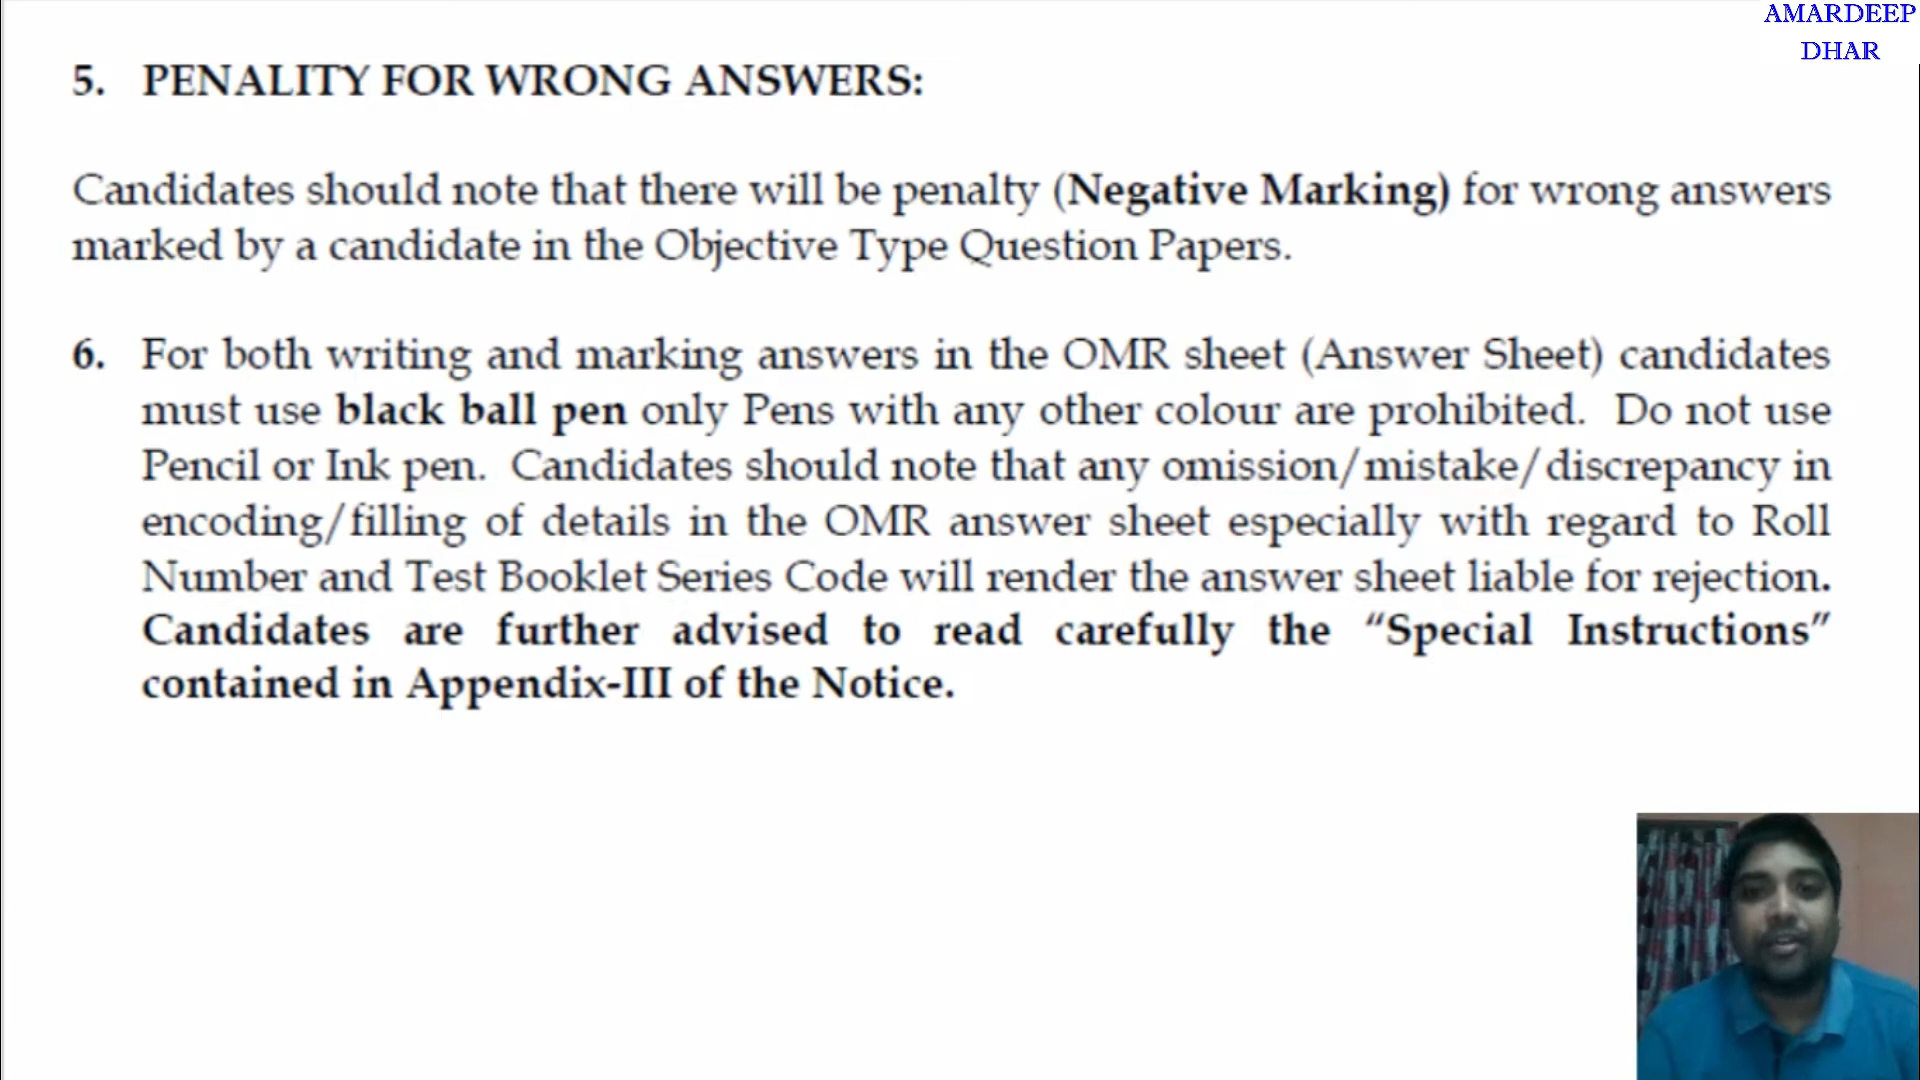 AMARDEEP
DHAR
5. PENALITY FOR WRONG ANSWERS:
Candidates should note that there will be penalty (Negative Marking) for wrong answers
marked by a candidate in the Objective Type Question Papers.
6. For both writing and marking answers in the OMR sheet (Answer Sheet) candidates
must use black ball pen only Pens with any other colour are prohibited. Do not use
Pencil or Ink pen. Candidates should note that any omission/mistake/discrepancy in
encoding/filling of details in the OMR answer sheet especially with regard to Roll
Number and Test Booklet Series Code will render the answer sheet liable for rejection.
Candidates are further advised to read carefully the “Special Instructions”
contained in Appendix-III of the Notice.